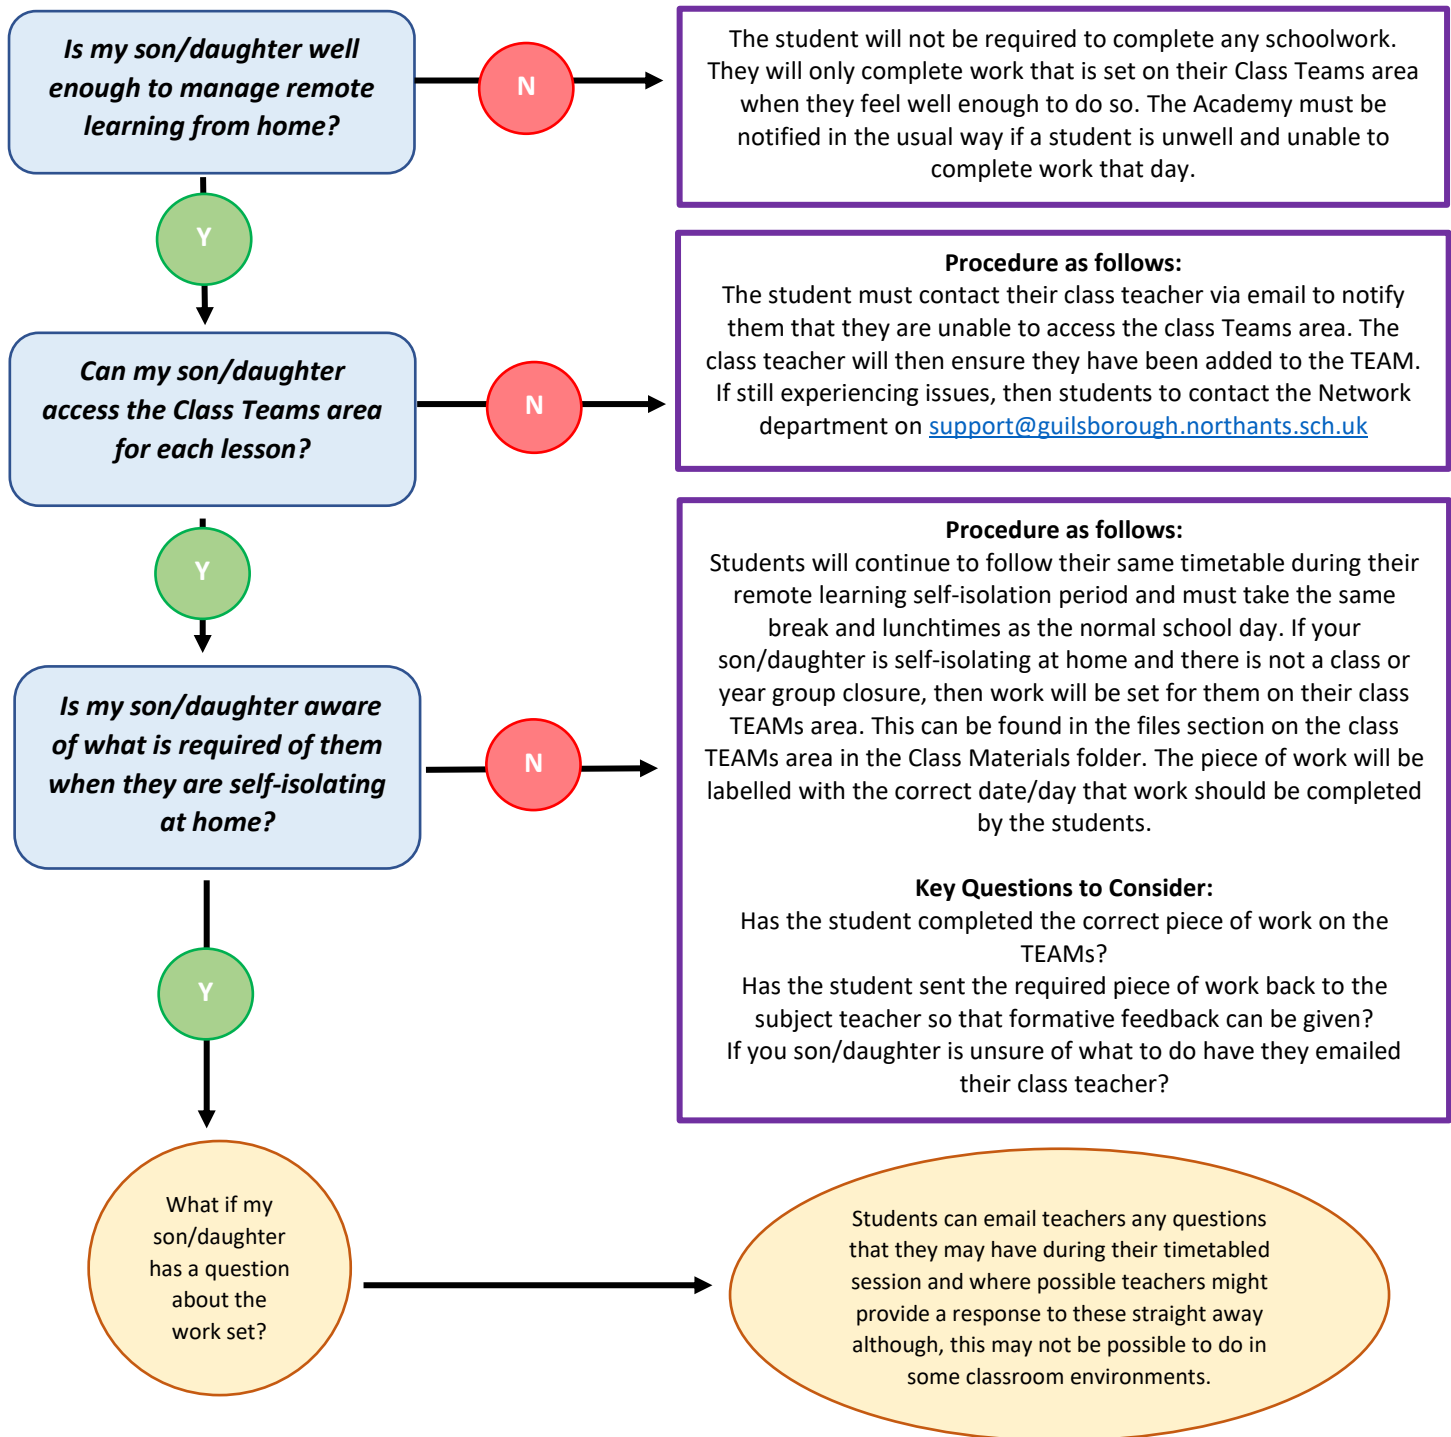 Is my son/daughter well
enough to manage remote
learning from home?
N
The student will not be required to complete any schoolwork.
They will only complete work that is set on their Class Teams area
when they feel well enough to do so. The Academy must be
notified in the usual way if a student is unwell and unable to
complete work that day.
Y
Can my son/daughter
access the Class Teams area
for each lesson?
N
Procedure as follows:
The student must contact their class teacher via email to notify
them that they are unable to access the class Teams area. The
class teacher will then ensure they have been added to the TEAM.
If still experiencing issues, then students to contact the Network
department on support@guilsborough.northants.sch.uk
Y
Is my son/daughter aware
of what is required of them
when they are self-isolating
at home?
N
Procedure as follows:
Students will continue to follow their same timetable during their
remote learning self-isolation period and must take the same
break and lunchtimes as the normal school day. If your
son/daughter is self-isolating at home and there is not a class or
year group closure, then work will be set for them on their class
TEAMs area. This can be found in the files section on the class
TEAMs area in the Class Materials folder. The piece of work will be
labelled with the correct date/day that work should be completed
by the students.
Key Questions to Consider:
Has the student completed the correct piece of work on the
TEAMs?
Has the student sent the required piece of work back to the
subject teacher so that formative feedback can be given?
If you son/daughter is unsure of what to do have they emailed
their class teacher?
Y
What if my
son/daughter
has a question
about the
work set?
Students can email teachers any questions
that they may have during their timetabled
session and where possible teachers might
provide a response to these straight away
although, this may not be possible to do in
some classroom environments.